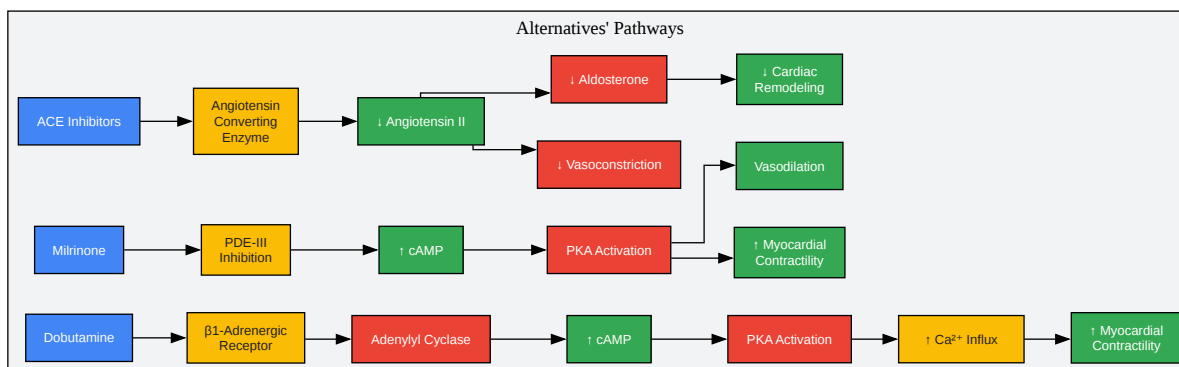 Alternatives' Pathways
ACE Inhibitors
Angiotensin
Converting
Enzyme
↓ Angiotensin II
↓ Aldosterone
↓ Cardiac
Remodeling
↓ Vasoconstriction
Milrinone
PDE-III
Inhibition
↑ cAMP
PKA Activation
Vasodilation
↑ Myocardial
Contractility
Dobutamine
β1-Adrenergic
Receptor
Adenylyl Cyclase
↑ cAMP
PKA Activation
↑ Ca²⁺ Influx
↑ Myocardial
Contractility